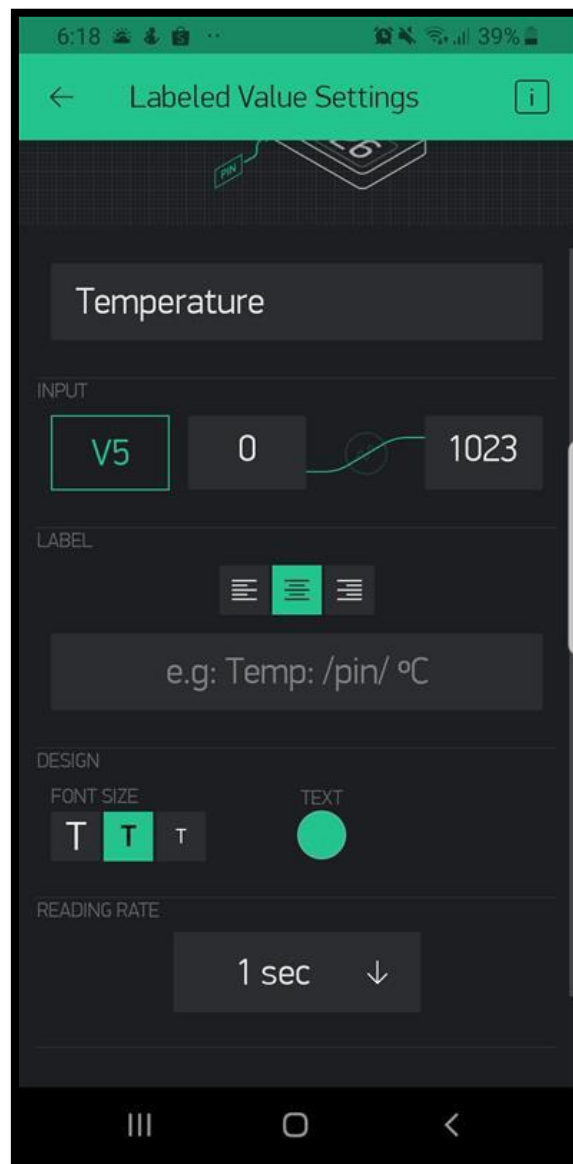 6:18 39%
Labeled Value Settings i
PIN
Temperature
INPUT
V5 0 1023
LABEL
e.g: Temp: /pin/ ºC
DESIGN
FONT SIZE TEXT
T T T
READING RATE
1 sec